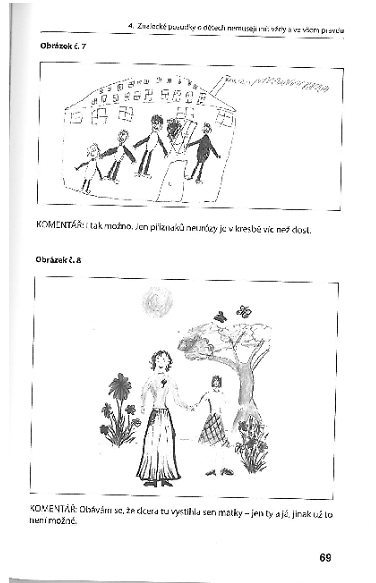 4. Znalecké posudky o dětech nemusejí mít vždy a ve všem pravdu
Obrázek č. 7
KOMENTÁŘ: I tak možno. Jen příznaků neurózy je v kresbě víc než dost.
Obrázek č. 8
KOMENTÁŘ: Obávám se, že dcera tu vystihla sen matky – jen ty a já, jinak už to
není možné.
69